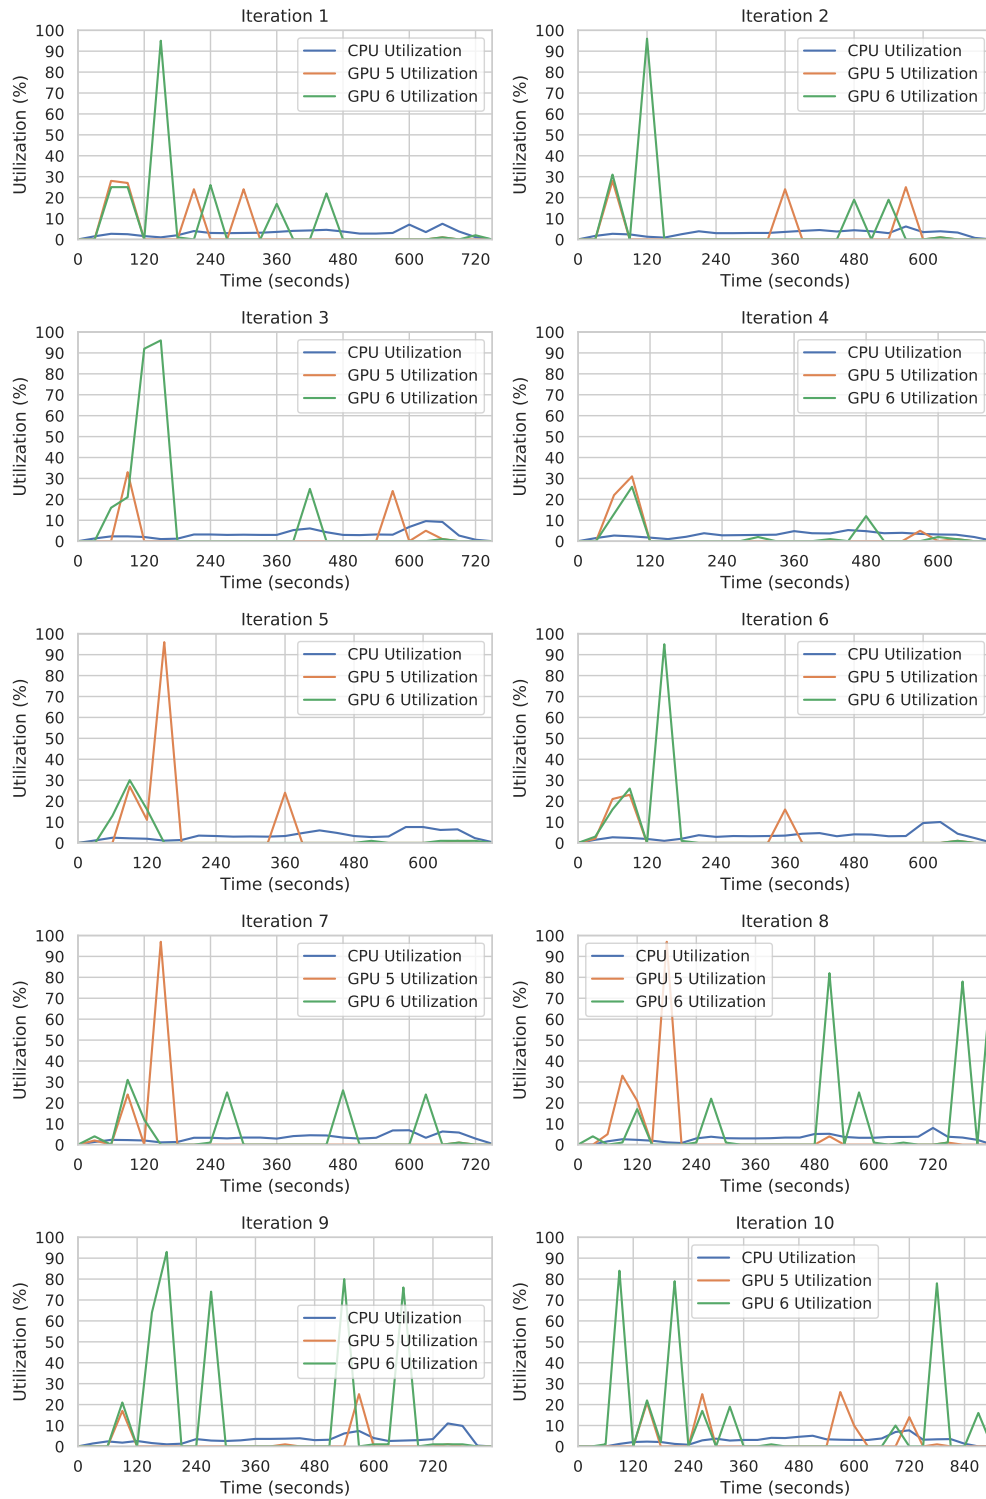 Iteration 1
Utilization (%)
100
90
80
70
60
50
40
30
20
10
0
CPU Utilization
GPU 5 Utilization
GPU 6 Utilization
0 120 240 360 480 600 720
Time (seconds)
Iteration 2
Utilization (%)
100
90
80
70
60
50
40
30
20
10
0
CPU Utilization
GPU 5 Utilization
GPU 6 Utilization
0 120 240 360 480 600
Time (seconds)
Iteration 3
Utilization (%)
100
90
80
70
60
50
40
30
20
10
0
CPU Utilization
GPU 5 Utilization
GPU 6 Utilization
0 120 240 360 480 600 720
Time (seconds)
Iteration 4
Utilization (%)
100
90
80
70
60
50
40
30
20
10
0
CPU Utilization
GPU 5 Utilization
GPU 6 Utilization
0 120 240 360 480 600
Time (seconds)
Iteration 5
Utilization (%)
100
90
80
70
60
50
40
30
20
10
0
CPU Utilization
GPU 5 Utilization
GPU 6 Utilization
0 120 240 360 480 600
Time (seconds)
Iteration 6
Utilization (%)
100
90
80
70
60
50
40
30
20
10
0
CPU Utilization
GPU 5 Utilization
GPU 6 Utilization
0 120 240 360 480 600
Time (seconds)
Iteration 7
Utilization (%)
100
90
80
70
60
50
40
30
20
10
0
CPU Utilization
GPU 5 Utilization
GPU 6 Utilization
0 120 240 360 480 600 720
Time (seconds)
Iteration 8
Utilization (%)
100
90
80
70
60
50
40
30
20
10
0
CPU Utilization
GPU 5 Utilization
GPU 6 Utilization
0 120 240 360 480 600 720
Time (seconds)
Iteration 9
Utilization (%)
100
90
80
70
60
50
40
30
20
10
0
CPU Utilization
GPU 5 Utilization
GPU 6 Utilization
0 120 240 360 480 600 720
Time (seconds)
Iteration 10
Utilization (%)
100
90
80
70
60
50
40
30
20
10
0
CPU Utilization
GPU 5 Utilization
GPU 6 Utilization
0 120 240 360 480 600 720 840
Time (seconds)